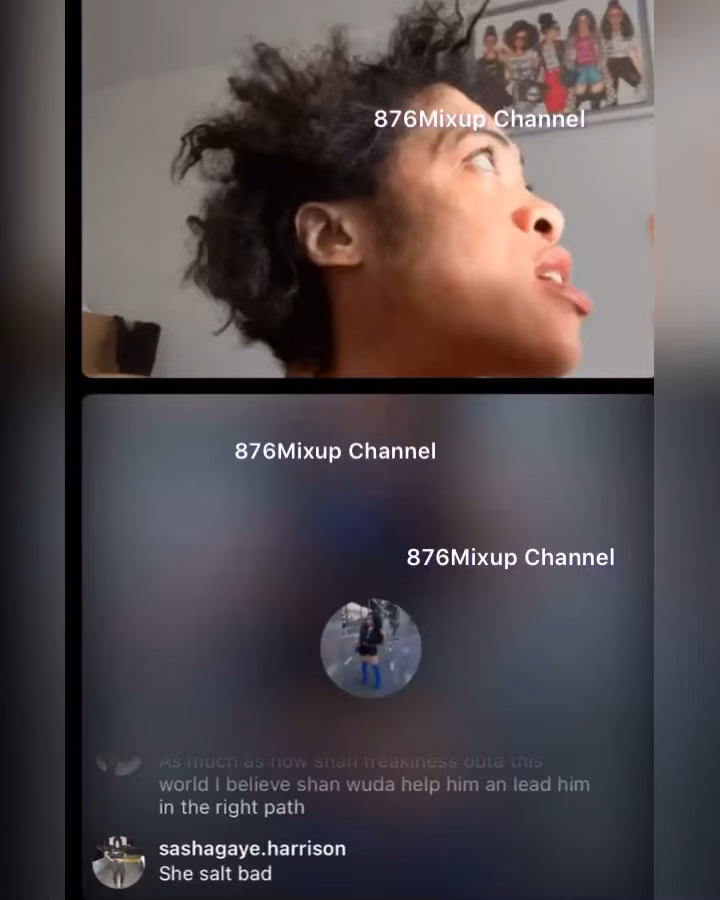 876Mixup Channel
876Mixup Channel
876Mixup Channel
As much as how shan freakiness outa this
world I believe shan wuda help him an lead him
in the right path
sashagaye.harrison
She salt bad